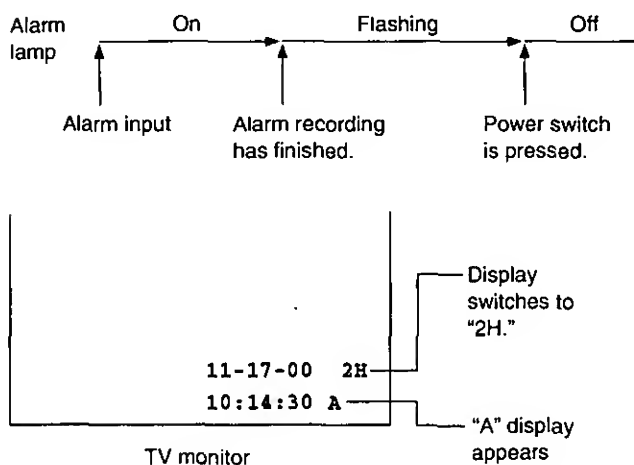 Alarm lamp
On
Flashing
Off
Alarm input
Alarm recording
has finished.
Power switch
is pressed.
Display
switches to
"2H."
11-17-00 2H
10:14:30 A
"A" display
appears
TV monitor